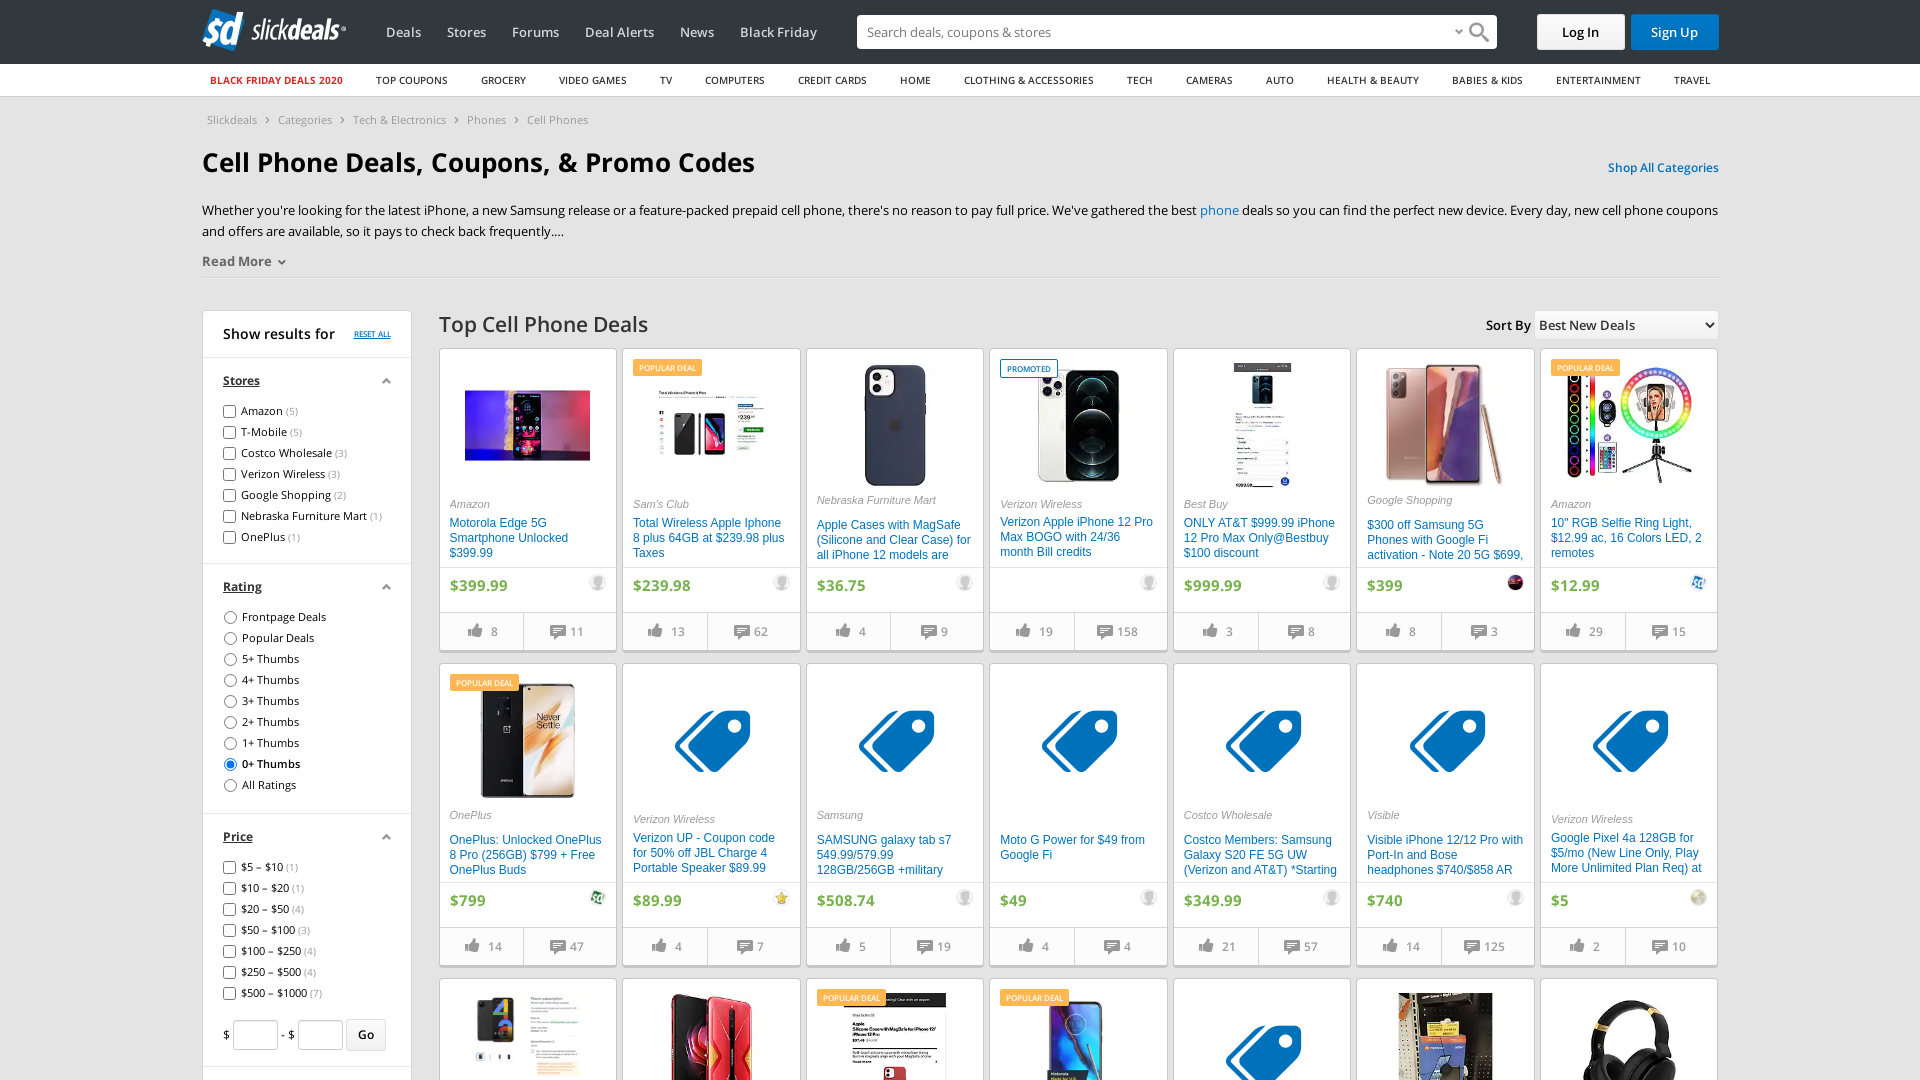 slickdeals
Deals
Stores
Forums
Deal Alerts
News
Black Friday
Search deals, coupons & stores
Log In
Sign Up
BLACK FRIDAY DEALS 2020
TOP COUPONS
GROCERY
VIDEO GAMES
TV
COMPUTERS
CREDIT CARDS
HOME
CLOTHING & ACCESSORIES
TECH
CAMERAS
AUTO
HEALTH & BEAUTY
BABIES & KIDS
ENTERTAINMENT
TRAVEL
Slickdeals > Categories > Tech & Electronics > Phones > Cell Phones
Cell Phone Deals, Coupons, & Promo Codes
Shop All Categories
Whether you're looking for the latest iPhone, a new Samsung release or a feature-packed prepaid cell phone, there's no reason to pay full price. We've gathered the best phone deals so you can find the perfect new device. Every day, new cell phone coupons
and offers are available, so it pays to check back frequently....
Read More
Show results for
RESET ALL
Stores
Amazon (5)
T-Mobile (5)
Costco Wholesale (3)
Verizon Wireless (3)
Google Shopping (2)
Nebraska Furniture Mart (1)
OnePlus (1)
Rating
Frontpage Deals
Popular Deals
5+ Thumbs
4+ Thumbs
3+ Thumbs
2+ Thumbs
1+ Thumbs
0+ Thumbs
All Ratings
Price
$5 – $10 (1)
$10 – $20 (1)
$20 – $50 (4)
$50 – $100 (3)
$100 – $250 (4)
$250 – $500 (4)
$500 – $1000 (7)
$ - $ Go
Top Cell Phone Deals
Sort By Best New Deals
Amazon
Motorola Edge 5G
Smartphone Unlocked
$399.99
$399.99
8
11
POPULAR DEAL
Sam's Club
Total Wireless Apple Iphone
8 plus 64GB at $239.98 plus
Taxes
$239.98
13
62
Nebraska Furniture Mart
Apple Cases with MagSafe
(Silicone and Clear Case) for
all iPhone 12 models are
$36.75
4
9
PROMOTED
Verizon Wireless
Verizon Apple iPhone 12 Pro
Max BOGO with 24/36
month Bill credits
19
158
Best Buy
ONLY AT&T $999.99 iPhone
12 Pro Max Only@Bestbuy
$100 discount
$999.99
3
8
Google Shopping
$300 off Samsung 5G
Phones with Google Fi
activation - Note 20 5G $699,
$399
8
3
POPULAR DEAL
Amazon
10" RGB Selfie Ring Light,
$12.99 ac, 16 Colors LED, 2
remotes
$12.99
29
15
POPULAR DEAL
Never
Settle
OnePlus
OnePlus: Unlocked OnePlus
8 Pro (256GB) $799 + Free
OnePlus Buds
$799
14
47
Verizon Wireless
Verizon UP - Coupon code
for 50% off JBL Charge 4
Portable Speaker $89.99
$89.99
4
7
Samsung
SAMSUNG galaxy tab s7
549.99/579.99
128GB/256GB +military
$508.74
5
19
Moto G Power for $49 from
Google Fi
$49
4
4
Costco Wholesale
Costco Members: Samsung
Galaxy S20 FE 5G UW
(Verizon and AT&T) *Starting
$349.99
21
57
Visible
Visible iPhone 12/12 Pro with
Port-In and Bose
headphones $740/$858 AR
$740
14
125
Verizon Wireless
Google Pixel 4a 128GB for
$5/mo (New Line Only, Play
More Unlimited Plan Req) at
$5
2
10
POPULAR DEAL
POPULAR DEAL